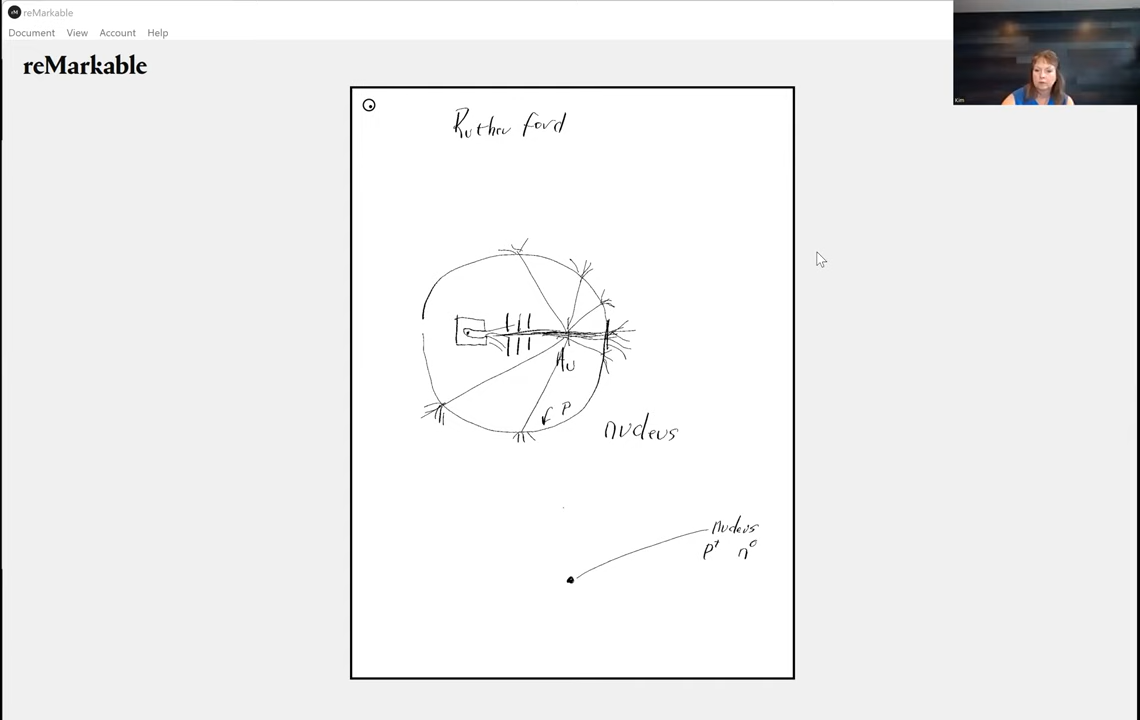 reMarkable
Document View Account Help
reMarkable
Kim
Rutherford
Au
P
nucleus
nucleus
p+ n0